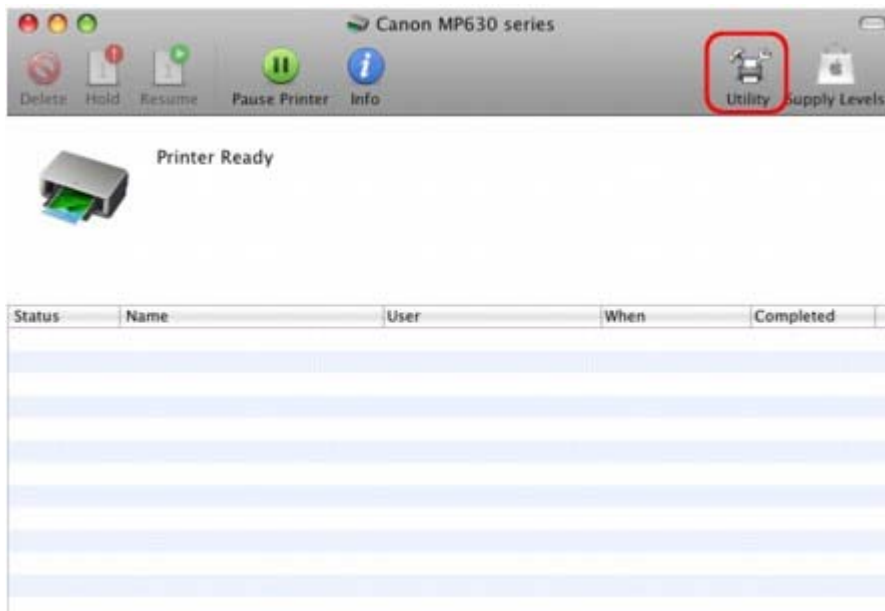 Canon MP630 series
Delete Hold Resume Pause Printer Info Utility Supply Levels
Printer Ready
Status Name User When Completed